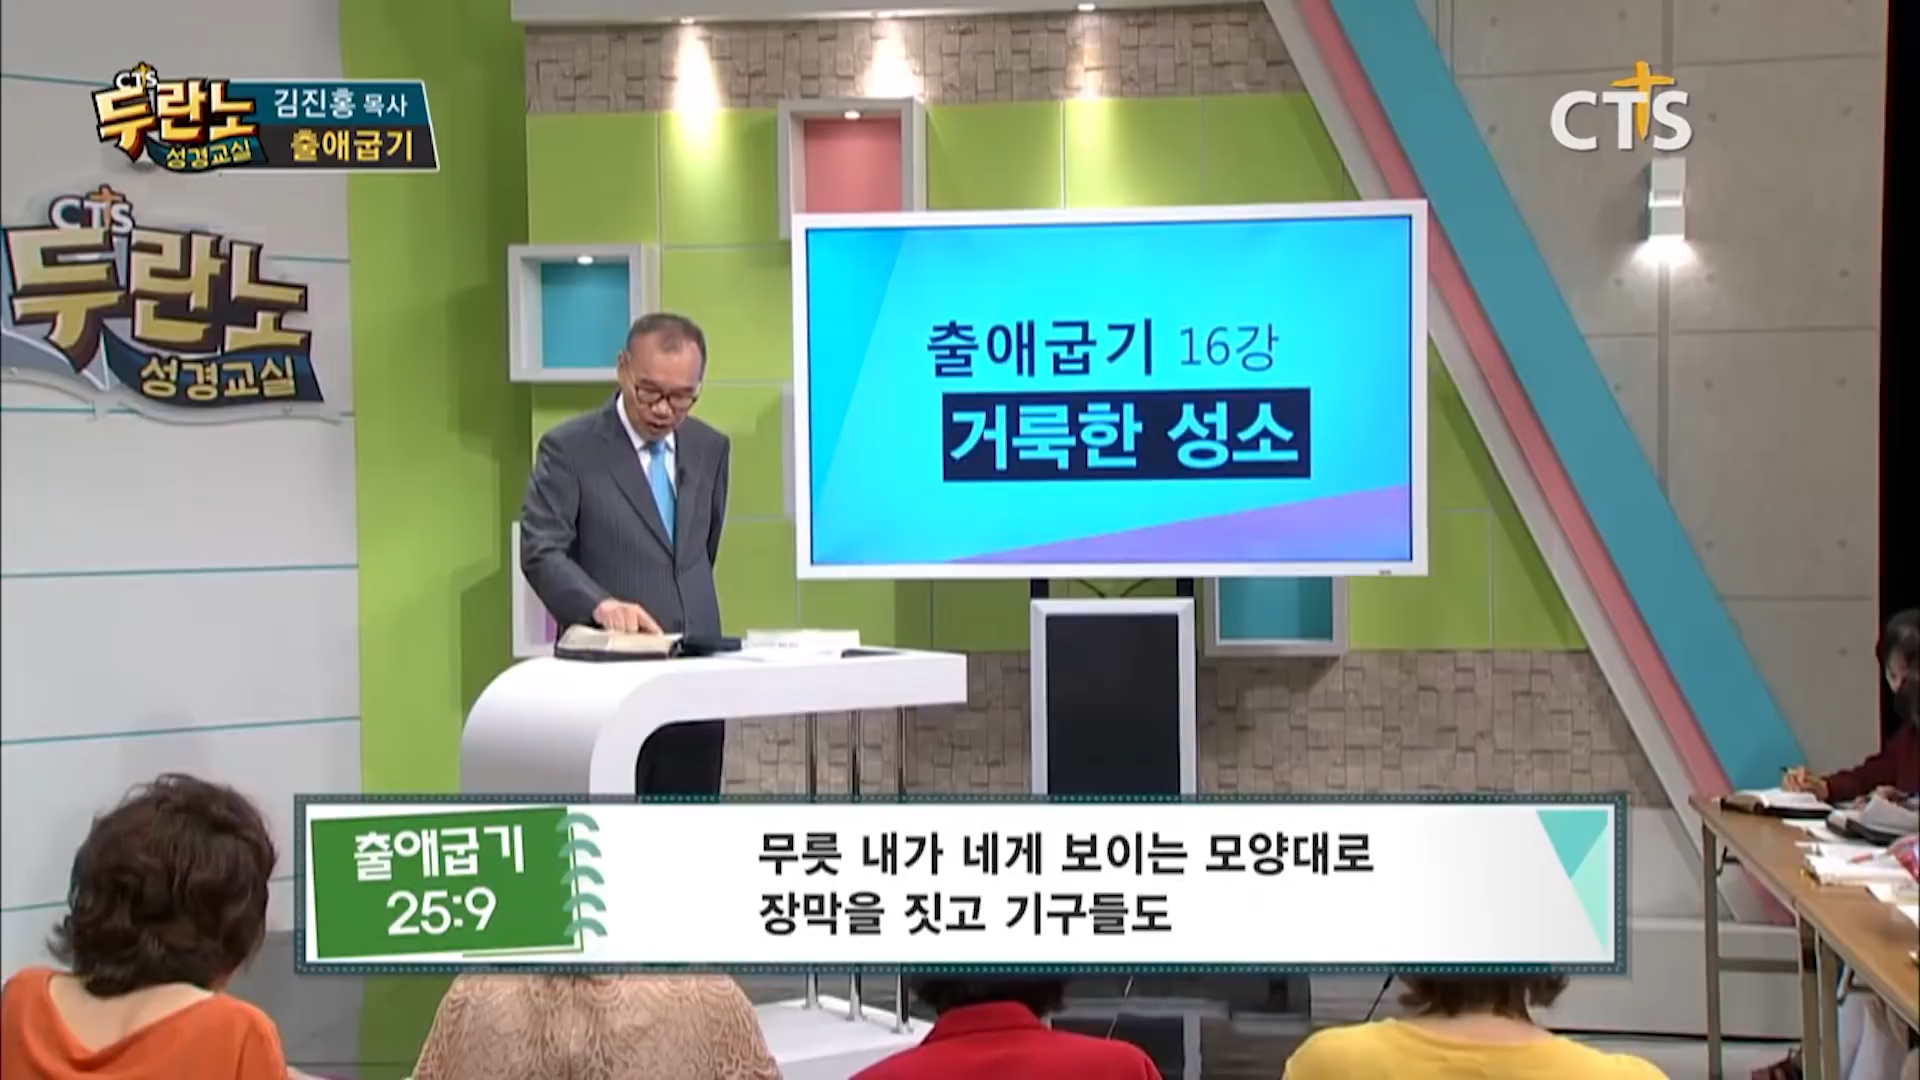 CTS
두란노
성경교실
김진홍 목사
출애굽기
CTS
CTS
두란노
성경교실
출애굽기 16강
거룩한 성소
출애굽기
25:9
무릇 내가 네게 보이는 모양대로
장막을 짓고 기구들도